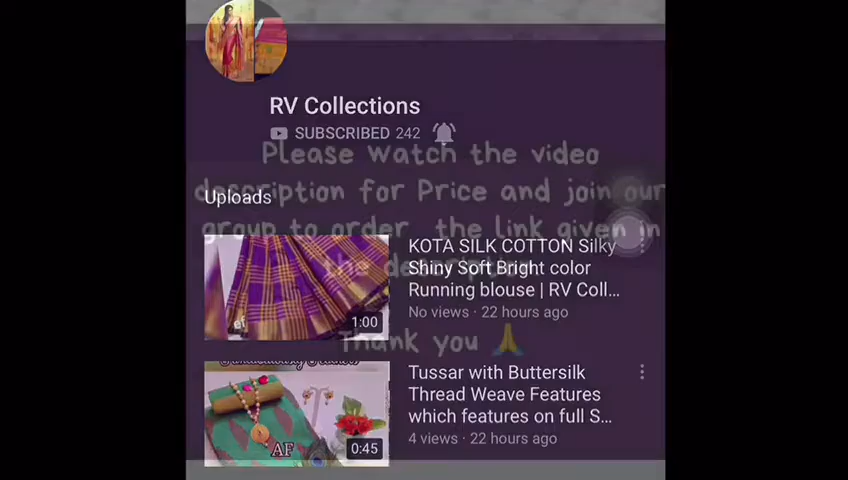 RV Collections
SUBSCRIBED 242
Please Watch the video
description for Price and join our
Uploads
group to order the link given in
the description
KOTA SILK COTTON Silky
Shiny Soft Bright color
Running blouse | RV Coll...
1:00
No views · 22 hours ago
Thank you 🙏
Tussar with Buttersilk
Thread Weave Features
which features on full S...
AF
0:45
4 views · 22 hours ago